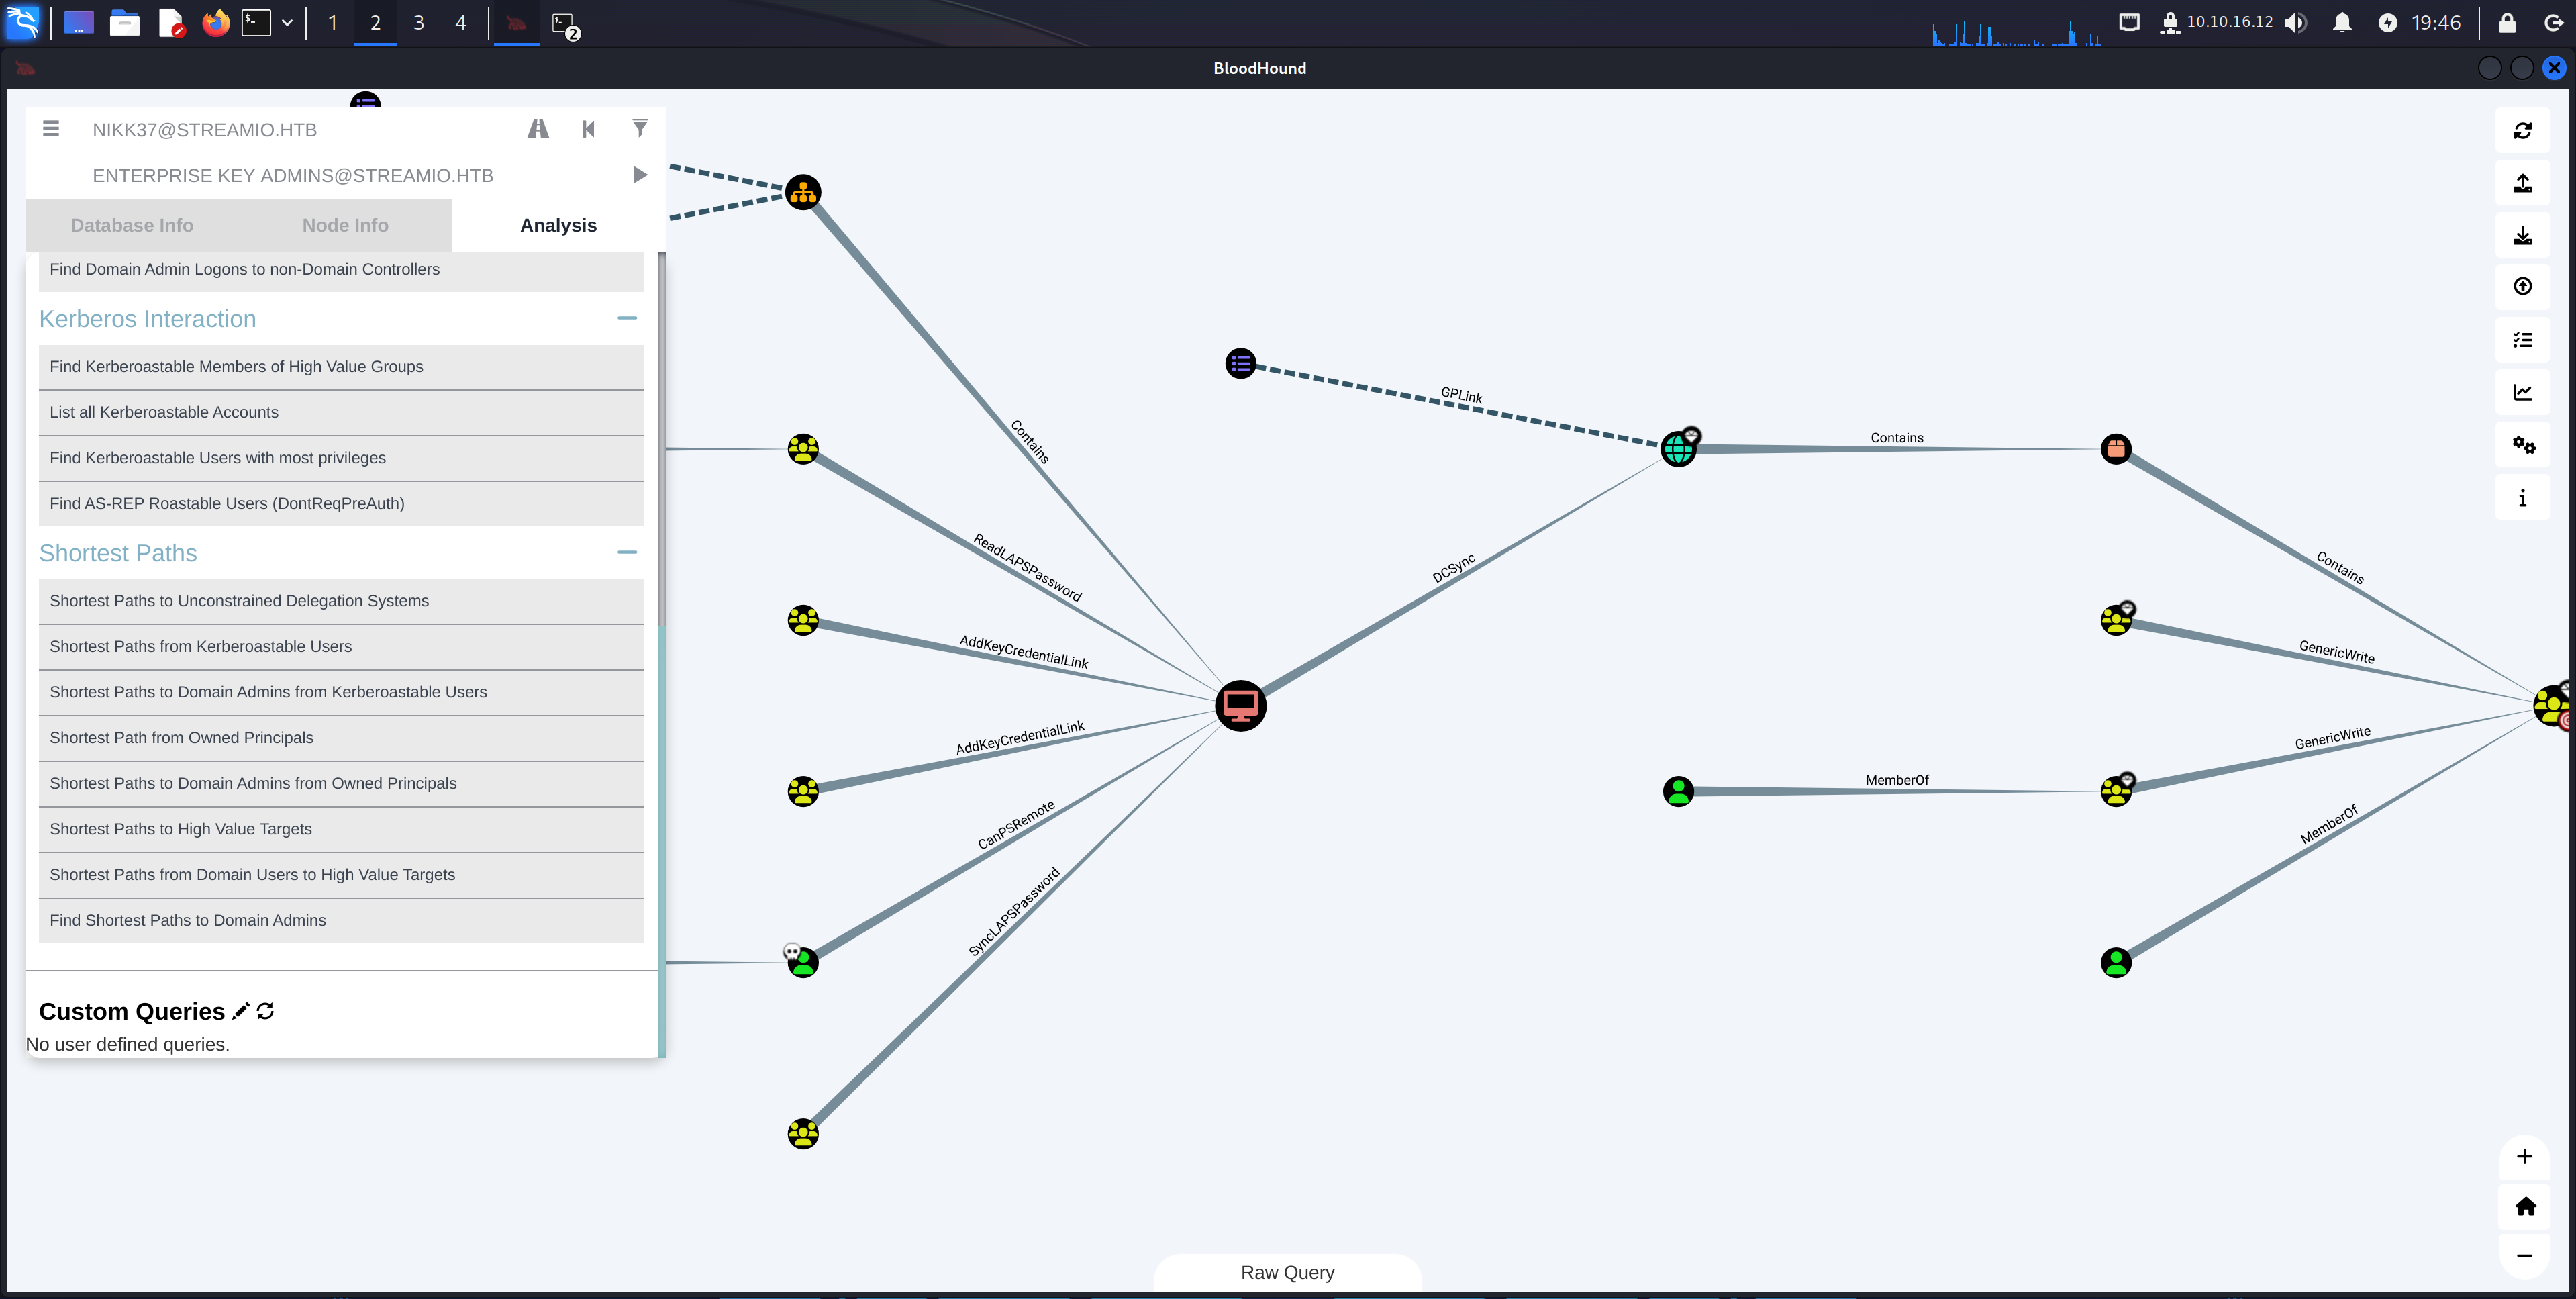 1 2 3 4
2
10.10.16.12
19:46
BloodHound
NIKK37@STREAMIO.HTB
ENTERPRISE KEY ADMINS@STREAMIO.HTB
Database Info
Node Info
Analysis
Find Domain Admin Logons to non-Domain Controllers
Kerberos Interaction
Find Kerberoastable Members of High Value Groups
List all Kerberoastable Accounts
Find Kerberoastable Users with most privileges
Find AS-REP Roastable Users (DontReqPreAuth)
Shortest Paths
Shortest Paths to Unconstrained Delegation Systems
Shortest Paths from Kerberoastable Users
Shortest Paths to Domain Admins from Kerberoastable Users
Shortest Path from Owned Principals
Shortest Paths to Domain Admins from Owned Principals
Shortest Paths to High Value Targets
Shortest Paths from Domain Users to High Value Targets
Find Shortest Paths to Domain Admins
Custom Queries
No user defined queries.
Contains
ReadLAPSPassword
AddKeyCredentialLink
AddKeyCredentialLink
CanPSRemote
SyncLAPSPassword
GPLink
DCSync
Contains
MemberOf
Contains
GenericWrite
GenericWrite
MemberOf
Raw Query